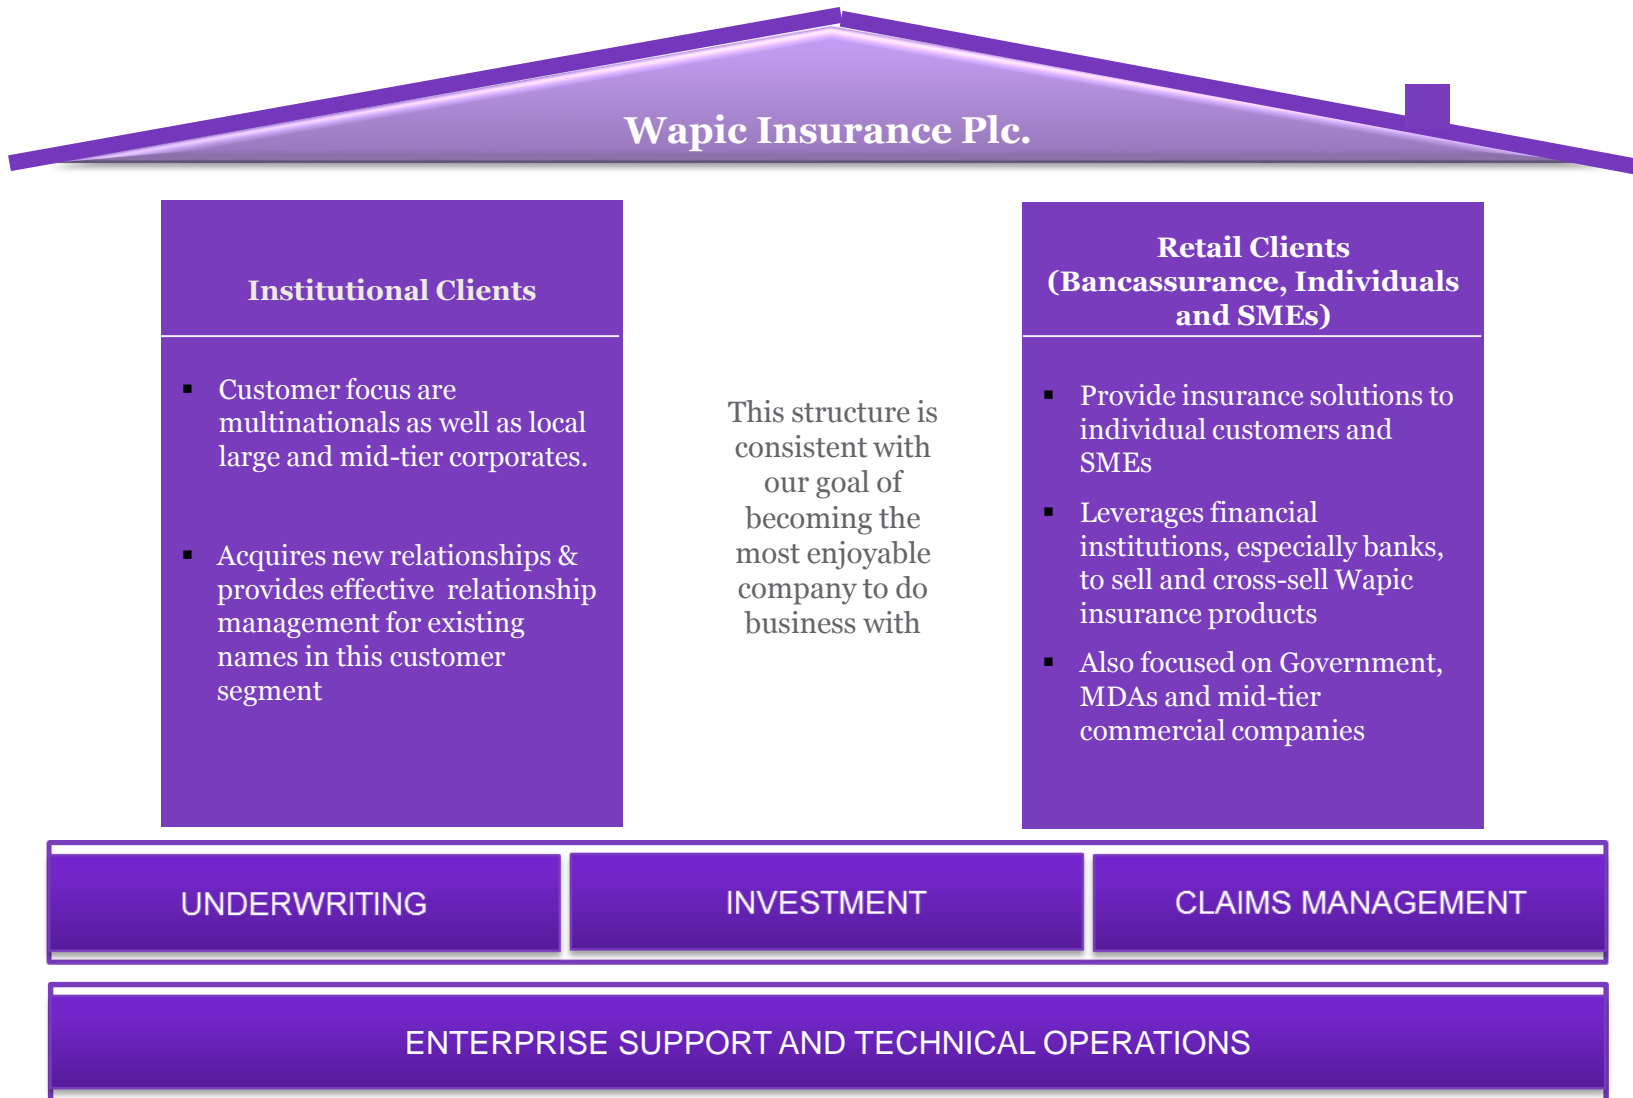 Wapic Insurance Plc.
Institutional Clients
▪ Customer focus are
multinationals as well as local
large and mid-tier corporates.
▪ Acquires new relationships &
provides effective relationship
management for existing
names in this customer
segment
This structure is
consistent with
our goal of
becoming the
most enjoyable
company to do
business with
Retail Clients
(Bancassurance, Individuals
and SMEs)
▪ Provide insurance solutions to
individual customers and
SMEs
▪ Leverages financial
institutions, especially banks,
to sell and cross-sell Wapic
insurance products
▪ Also focused on Government,
MDAs and mid-tier
commercial companies
UNDERWRITING
INVESTMENT
CLAIMS MANAGEMENT
ENTERPRISE SUPPORT AND TECHNICAL OPERATIONS